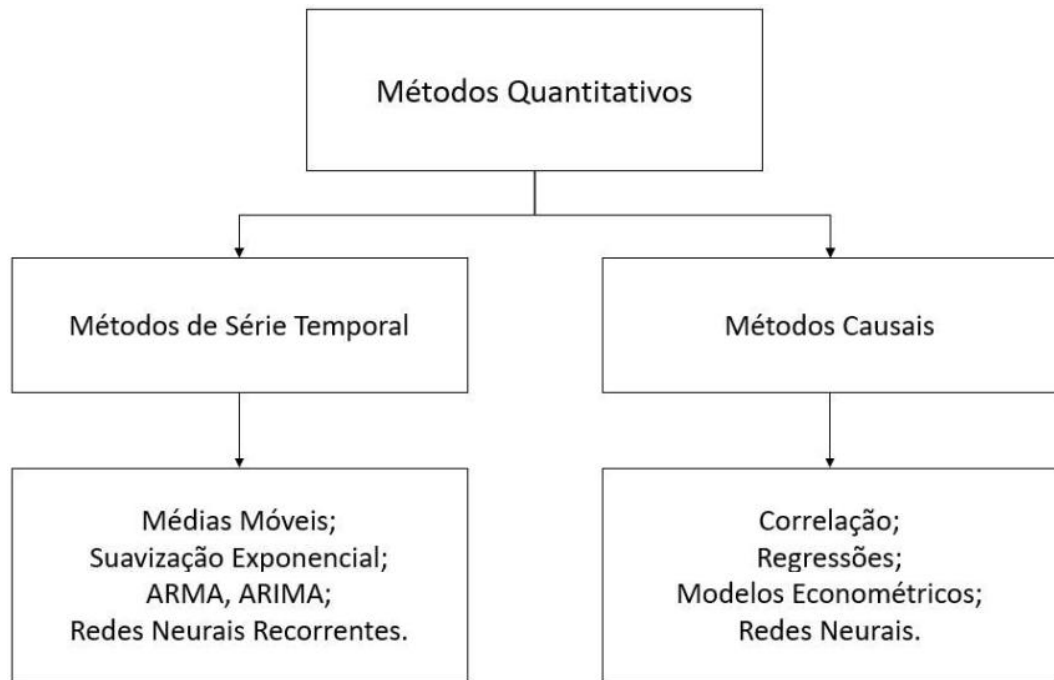 Métodos Quantitativos
Métodos de Série Temporal
Métodos Causais
Médias Móveis;
Suavização Exponencial;
ARMA, ARIMA;
Redes Neurais Recorrentes.
Correlação;
Regressões;
Modelos Econométricos;
Redes Neurais.